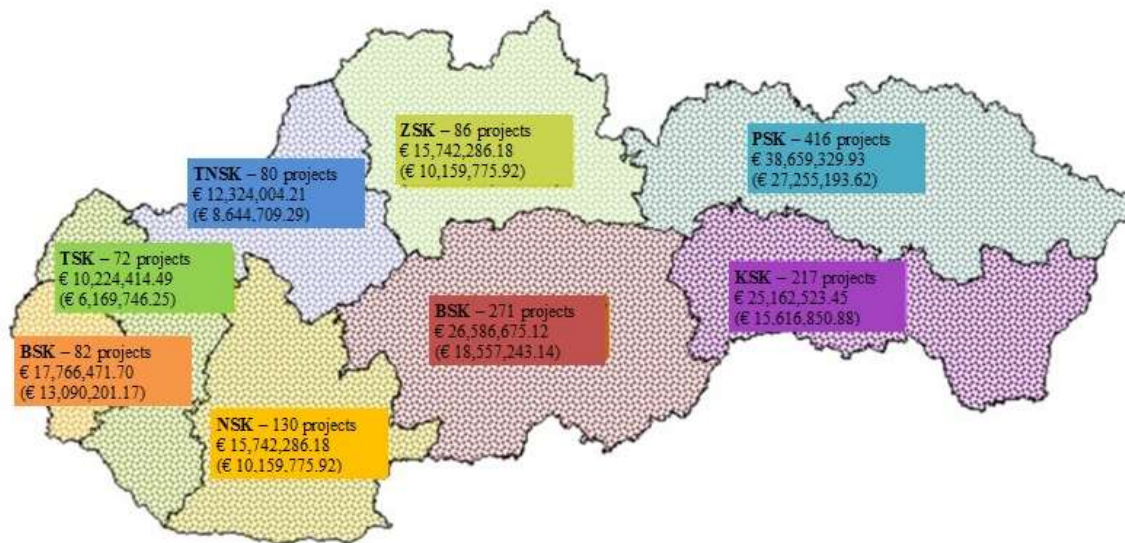 ZSK – 86 projects
€ 15,742,286.18
(€ 10,159,775.92)
PSK – 416 projects
€ 38,659,329.93
(€ 27,255,193.62)
TNSK – 80 projects
€ 12,324,004.21
(€ 8.644,709.29)
TSK – 72 projects
€ 10,224,414.49
(€ 6,169,746.25)
KSK – 217 projects
€ 25,162,523.45
(€ 15,616,850.88)
BSK – 271 projects
€ 26,586,675.12
(€ 18,557,243.14)
BSK – 82 projects
€ 17,766,471.70
(€ 13,090,201.17)
NSK – 130 projects
€ 15,742,286.18
(€ 10,159,775.92)